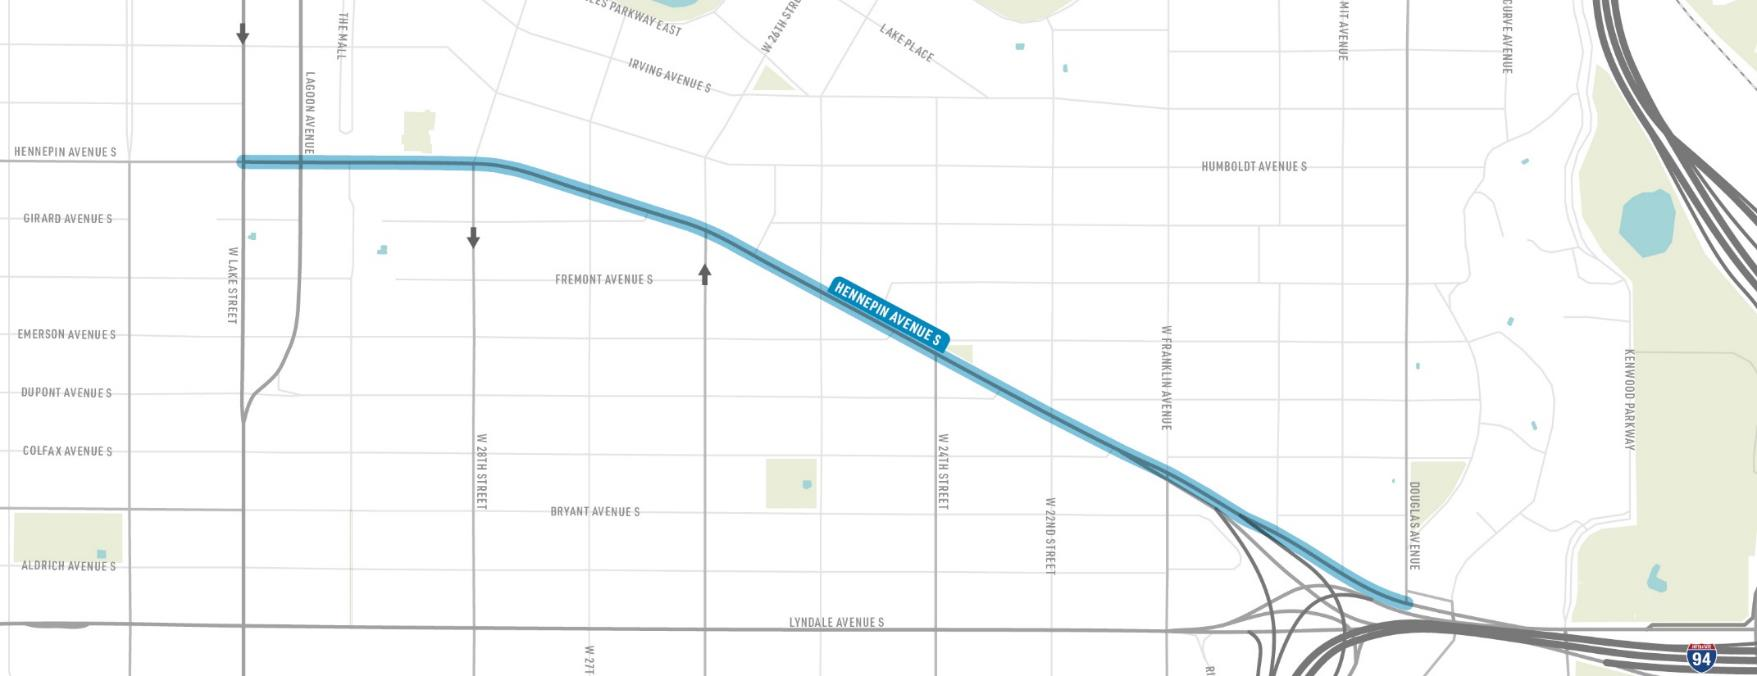 PARKWAY EAST
W 26TH STRE
LAKE PLACE
THE MALL
MIT AVENUE
CURVE AVENUE
IRVING AVENUE S
LAGOON AVENUE
HENNEPIN AVENUE S
HUMBOLDT AVENUE S
GIRARD AVENUE S
W LAKE STREET
FREMONT AVENUE S
HENNEPIN AVENUE S
EMERSON AVENUE S
W FRANKLIN AVENUE
KENWOOD PARKWAY
DUPONT AVENUE S
COLFAX AVENUE S
W 28TH STREET
W 24TH STREET
DOUGLAS AVENUE
BRYANT AVENUE S
W 22ND STREET
ALDRICH AVENUE S
LYNDALE AVENUE S
W 27T
94